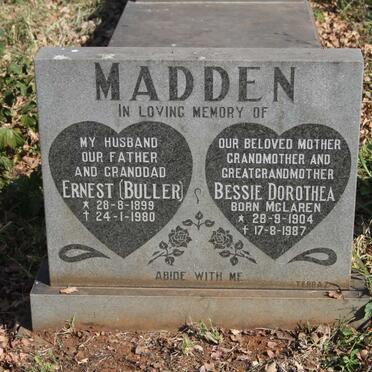 MADDEN
IN LOVING MEMORY OF
MY HUSBAND
OUR FATHER
AND GRANDDAD
ERNEST (BULLER)
* 28-8-1899
† 24-1-1980
OUR BELOVED MOTHER
GRANDMOTHER AND
GREATGRANDMOTHER
BESSIE DOROTHEA
BORN MCLAREN
* 28-9-1904
† 17-8-1987
ABIDE WITH ME